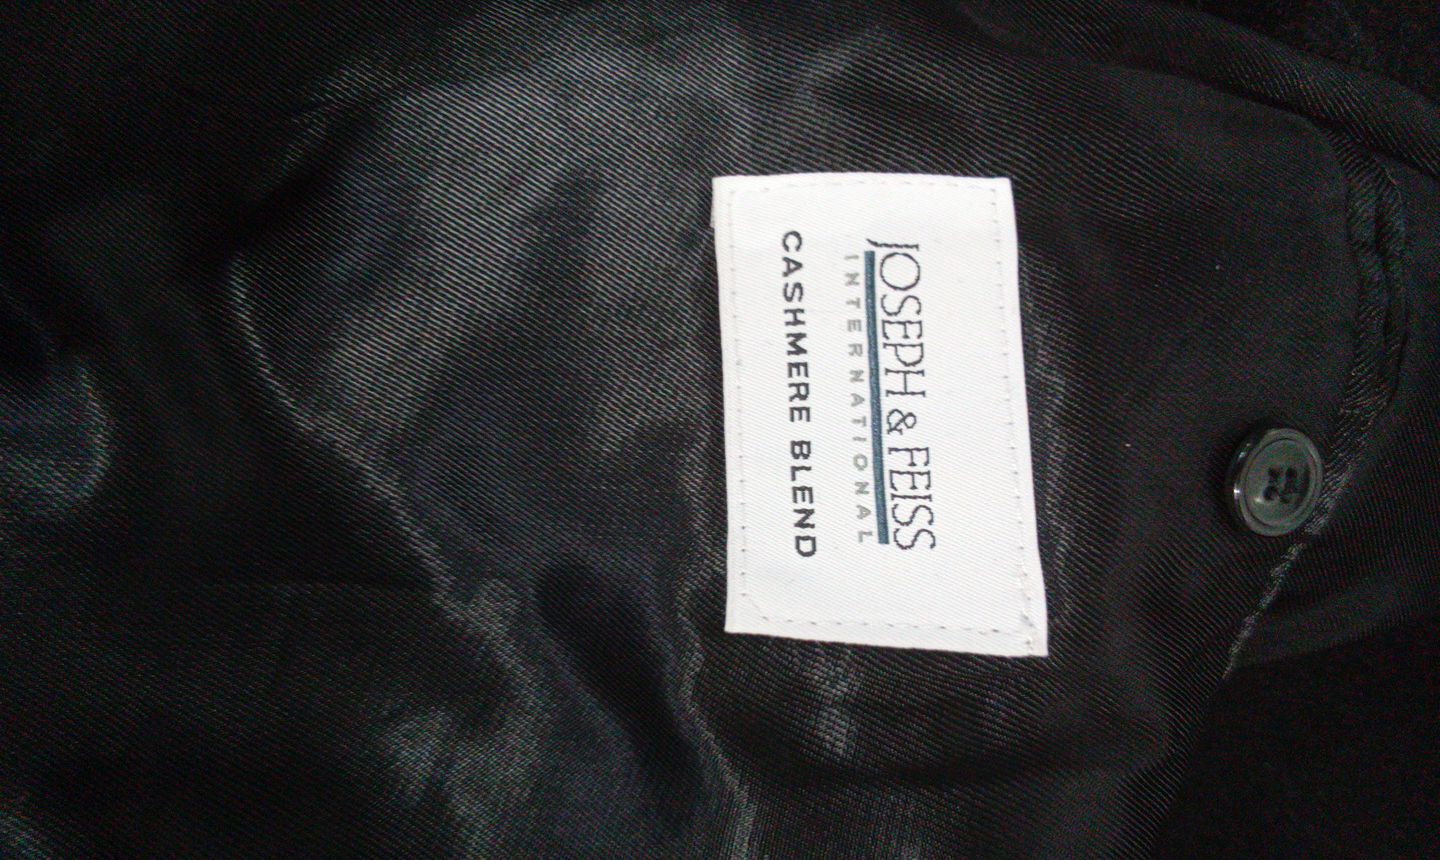 JOSEPH & FEISS
INTERNATIONAL
CASHMERE BLEND